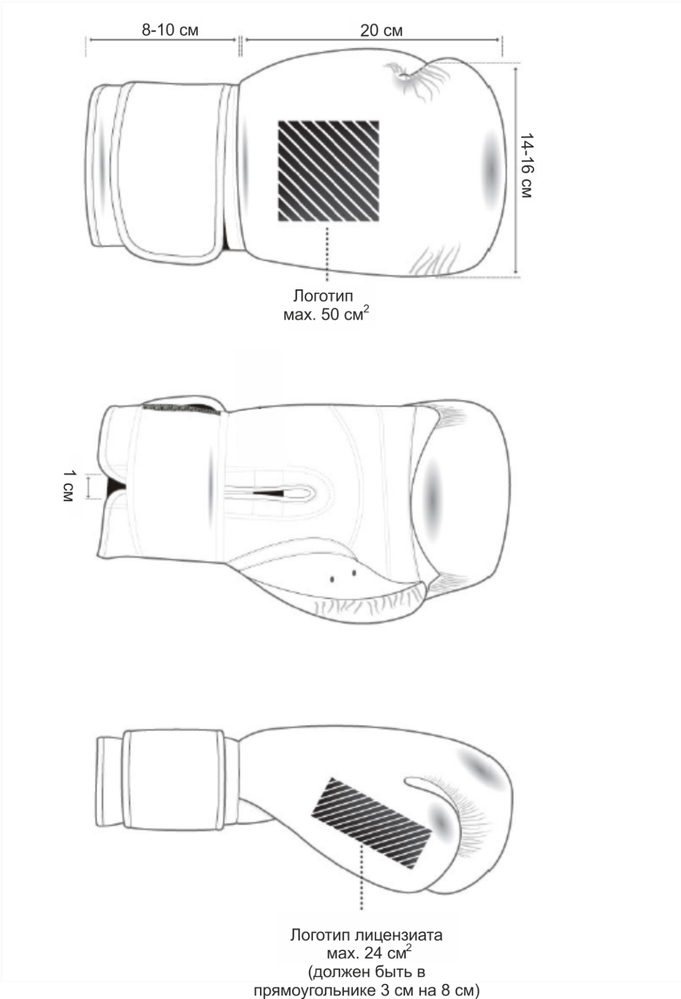 8-10 см
20 см
14-16 см
Логотип
мах. 50 см²
1 см
Логотип лицензиата
мах. 24 см²
(должен быть в
прямоугольнике 3 см на 8 см)